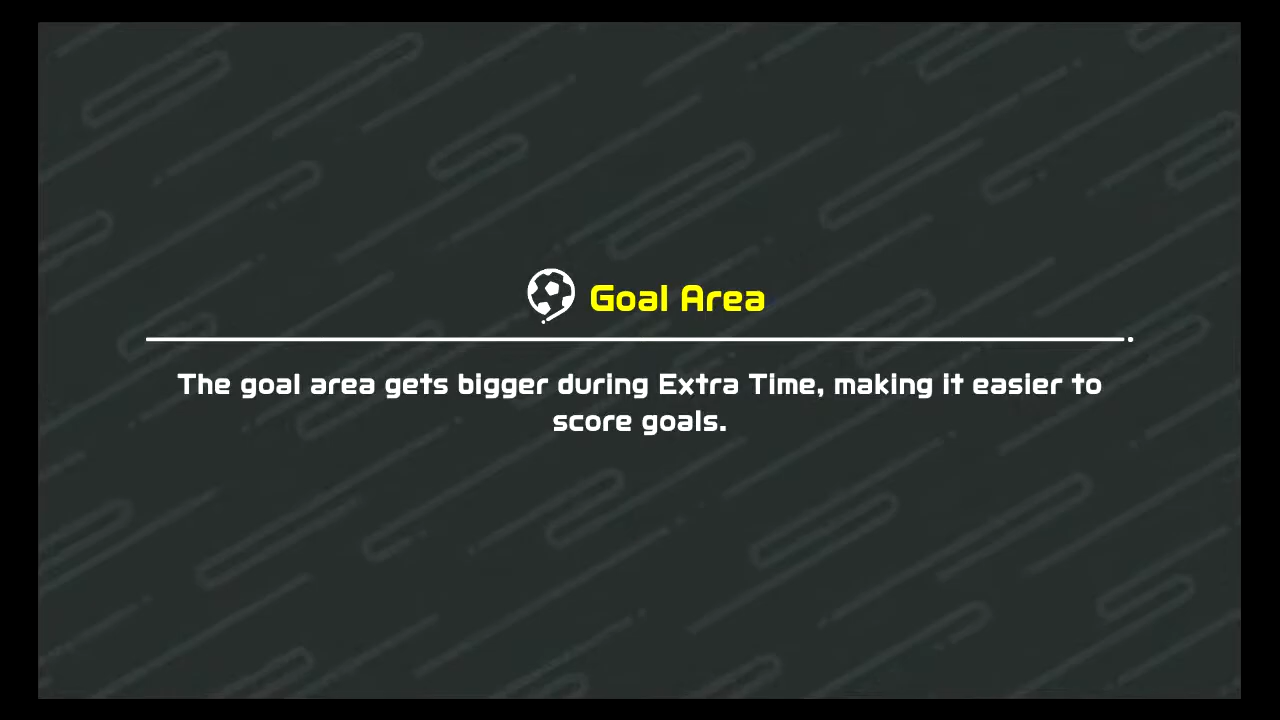 Goal Area
The goal area gets bigger during Extra Time, making it easier to
score goals.